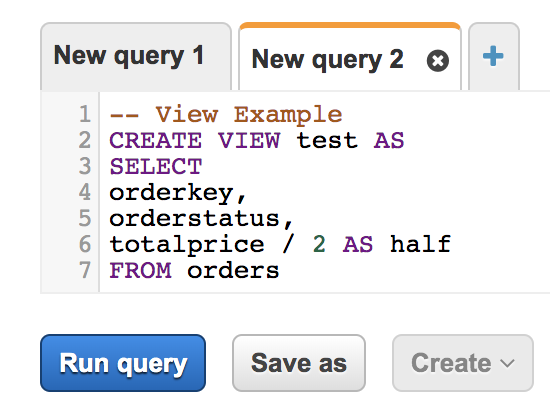 New query 1
New query 2
1 -- View Example
2 CREATE VIEW test AS
3 SELECT
4 orderkey,
5 orderstatus,
6 totalprice / 2 AS half
7 FROM orders
Run query
Save as
Create